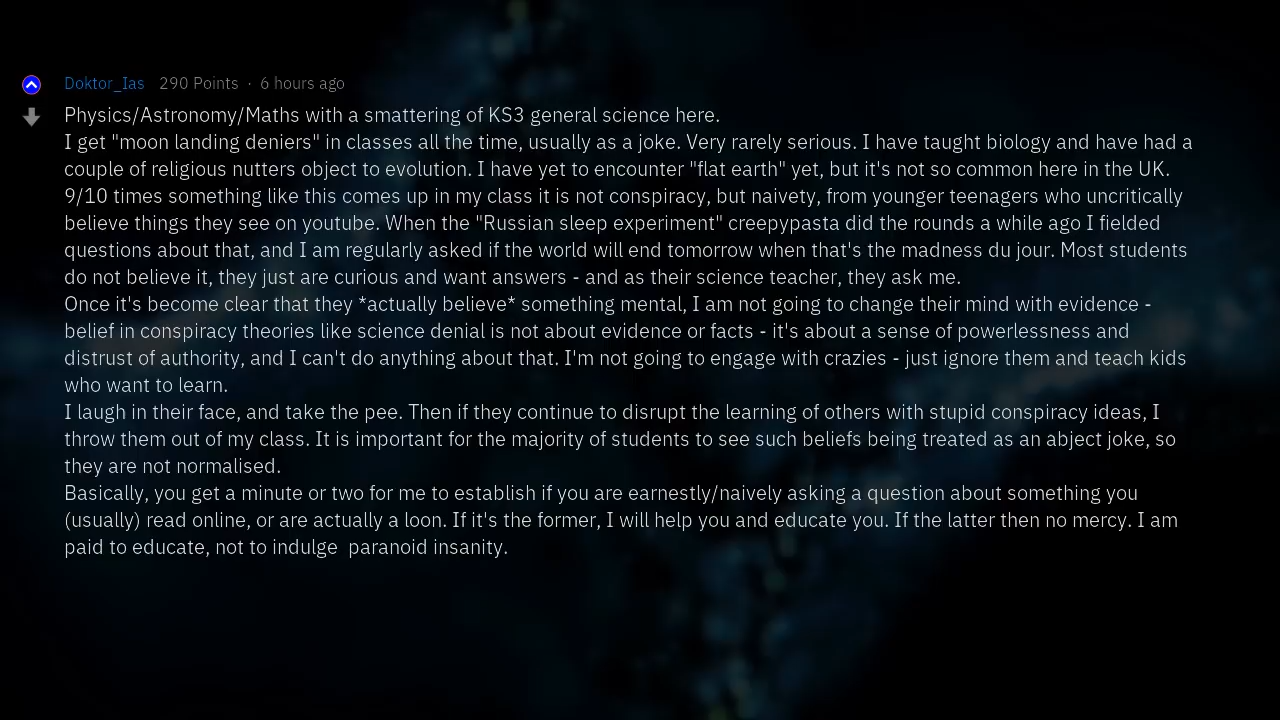 Doktor_Ias 290 Points · 6 hours ago
Physics/Astronomy/Maths with a smattering of KS3 general science here.
I get "moon landing deniers" in classes all the time, usually as a joke. Very rarely serious. I have taught biology and have had a
couple of religious nutters object to evolution. I have yet to encounter "flat earth" yet, but it's not so common here in the UK.
9/10 times something like this comes up in my class it is not conspiracy, but naivety, from younger teenagers who uncritically
believe things they see on youtube. When the "Russian sleep experiment" creepypasta did the rounds a while ago I fielded
questions about that, and I am regularly asked if the world will end tomorrow when that's the madness du jour. Most students
do not believe it, they just are curious and want answers - and as their science teacher, they ask me.
Once it's become clear that they *actually believe* something mental, I am not going to change their mind with evidence -
belief in conspiracy theories like science denial is not about evidence or facts - it's about a sense of powerlessness and
distrust of authority, and I can't do anything about that. I'm not going to engage with crazies - just ignore them and teach kids
who want to learn.
I laugh in their face, and take the pee. Then if they continue to disrupt the learning of others with stupid conspiracy ideas, I
throw them out of my class. It is important for the majority of students to see such beliefs being treated as an abject joke, so
they are not normalised.
Basically, you get a minute or two for me to establish if you are earnestly/naively asking a question about something you
(usually) read online, or are actually a loon. If it's the former, I will help you and educate you. If the latter then no mercy. I am
paid to educate, not to indulge  paranoid insanity.